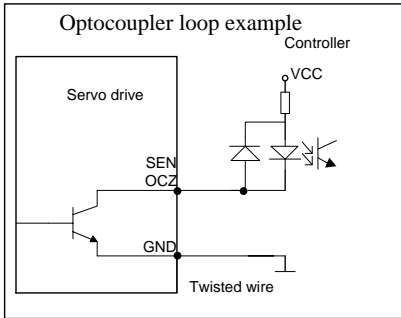 Optocoupler loop example
Controller
VCC
Servo drive
SEN
OCZ
GND
Twisted wire